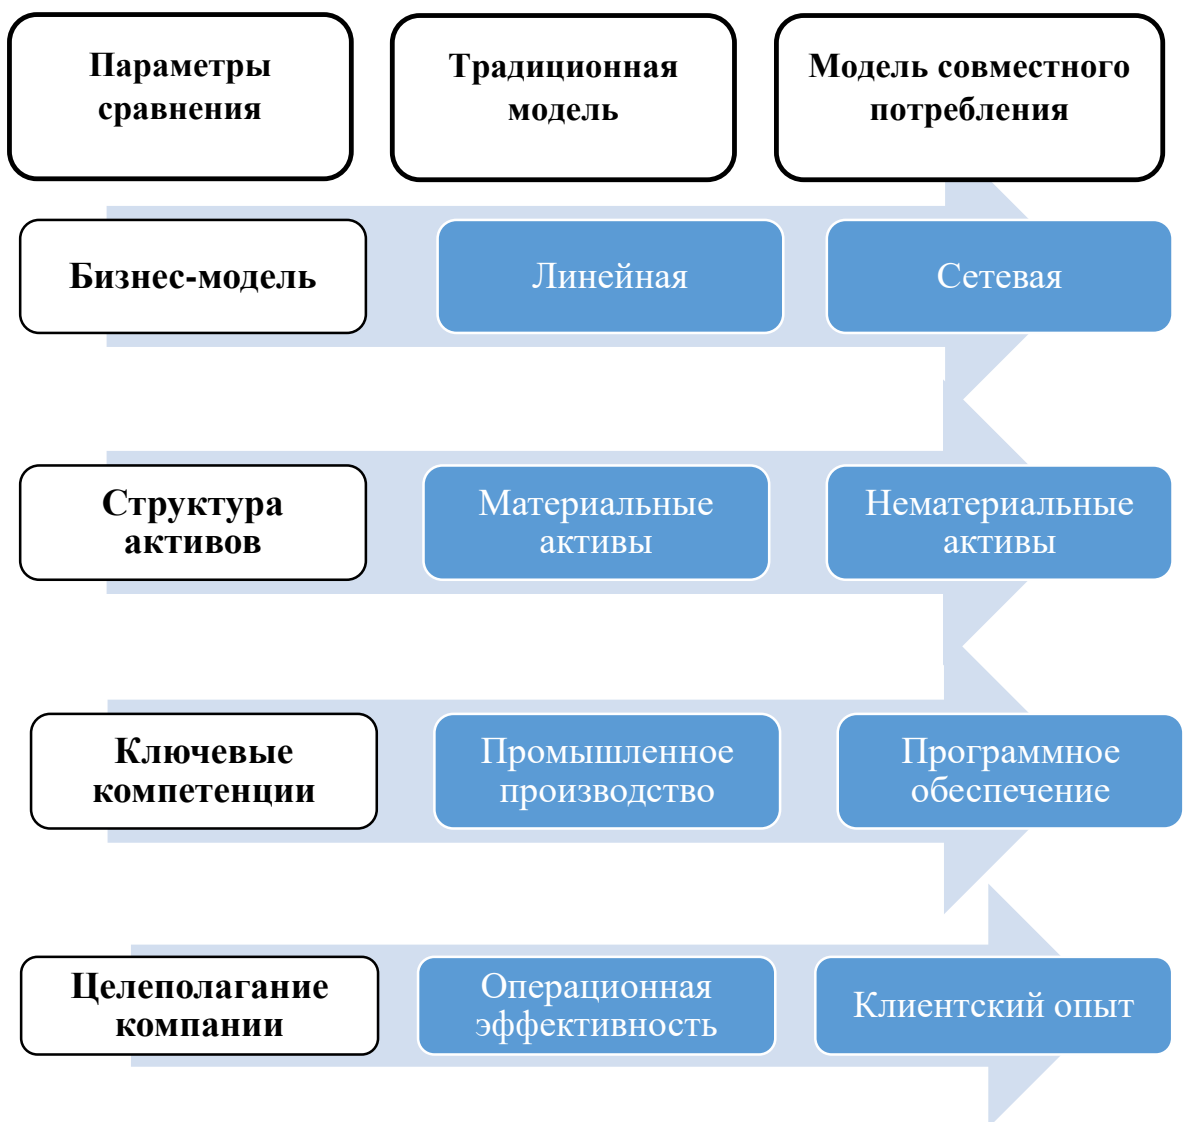 Параметры
сравнения
Традиционная
модель
Модель совместного
потребления
Бизнес-модель
Линейная
Сетевая
Структура
активов
Материальные
активы
Нематериальные
активы
Ключевые
компетенции
Промышленное
производство
Программное
обеспечение
Целеполагание
компании
Операционная
эффективность
Клиентский опыт